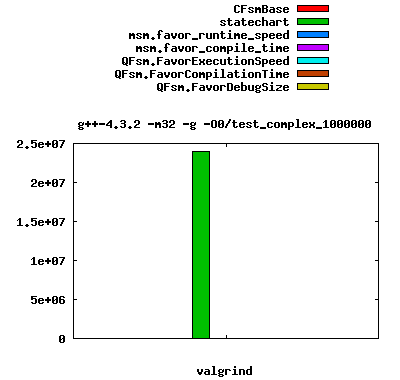 CFsmBase
statechart
msm.favor_runtime_speed
msm.favor_compile_time
QFsm.FavorExecutionSpeed
QFsm.FavorCompilationTime
QFsm.FavorDebugSize
g++-4.3.2 -m32 -g -O0/test_complex_1000000
2.5e+07
2e+07
1.5e+07
1e+07
5e+06
0
valgrind